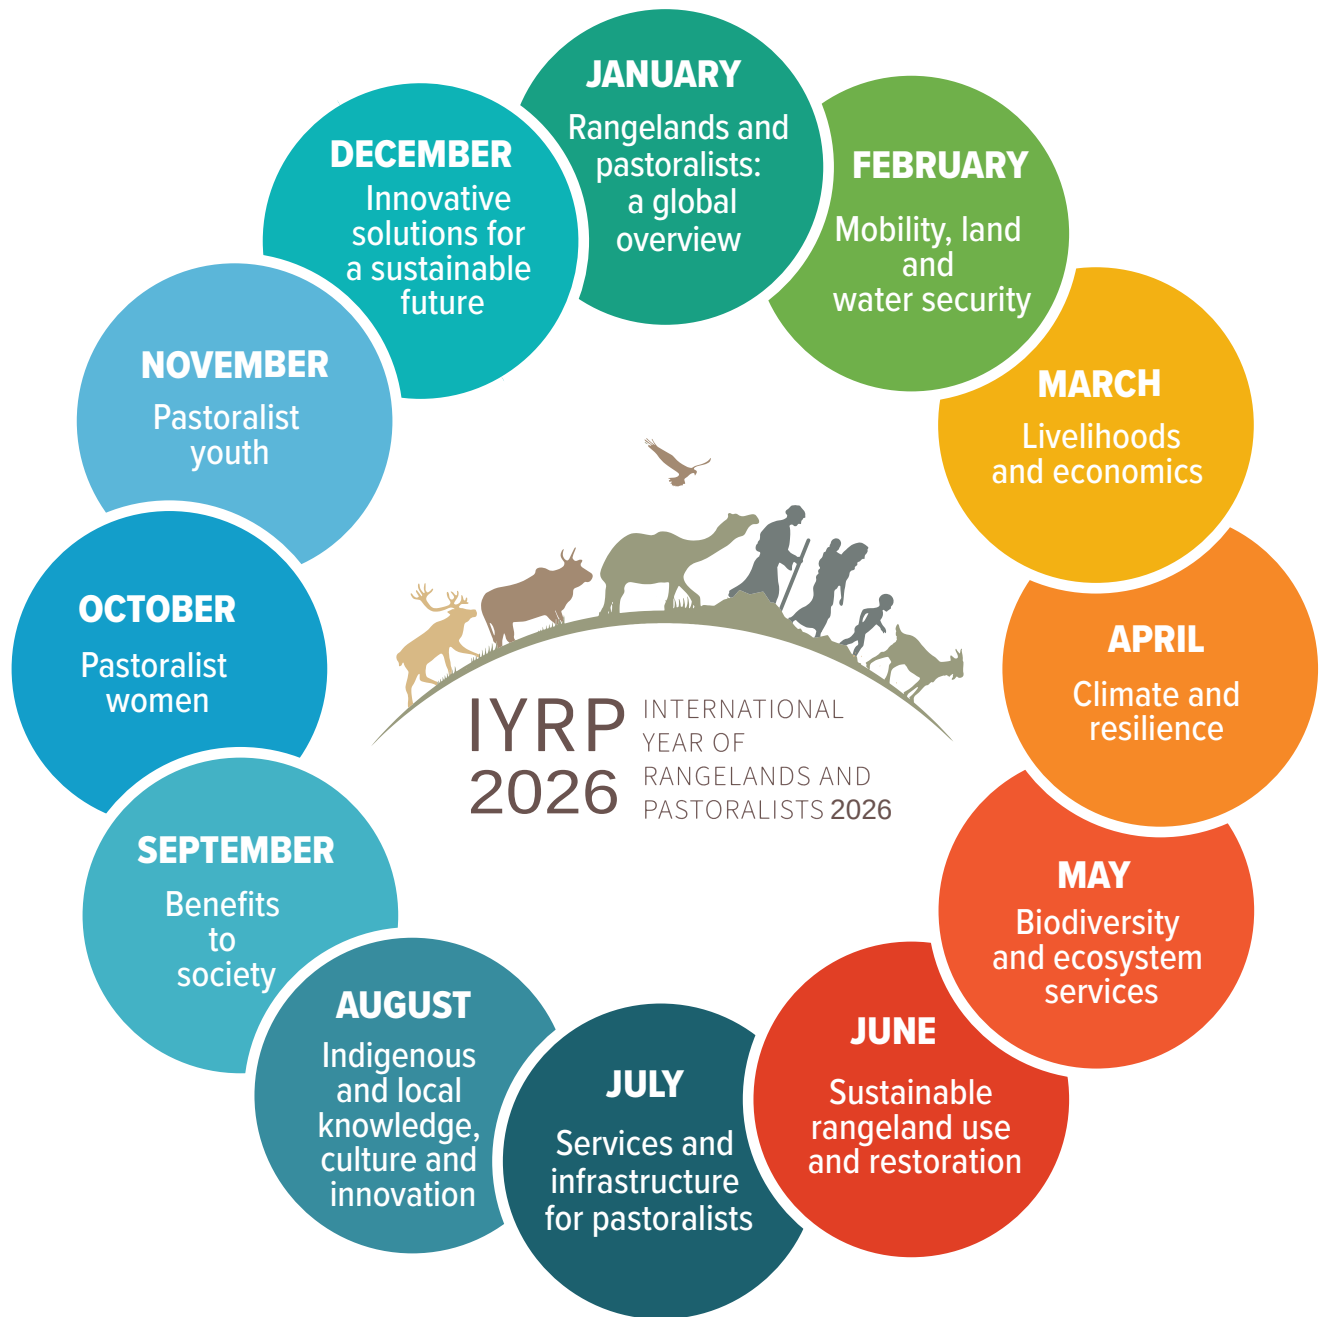 JANUARY
Rangelands and
pastoralists:
a global
overview
FEBRUARY
Mobility, land
and
water security
MARCH
Livelihoods
and economics
APRIL
Climate and
resilience
MAY
Biodiversity
and ecosystem
services
JUNE
Sustainable
rangeland use
and restoration
JULY
Services and
infrastructure
for pastoralists
AUGUST
Indigenous
and local
knowledge,
culture and
innovation
SEPTEMBER
Benefits
to
society
OCTOBER
Pastoralist
women
NOVEMBER
Pastoralist
youth
DECEMBER
Innovative
solutions for
a sustainable
future
IYRP
2026
INTERNATIONAL
YEAR OF
RANGELANDS AND
PASTORALISTS 2026